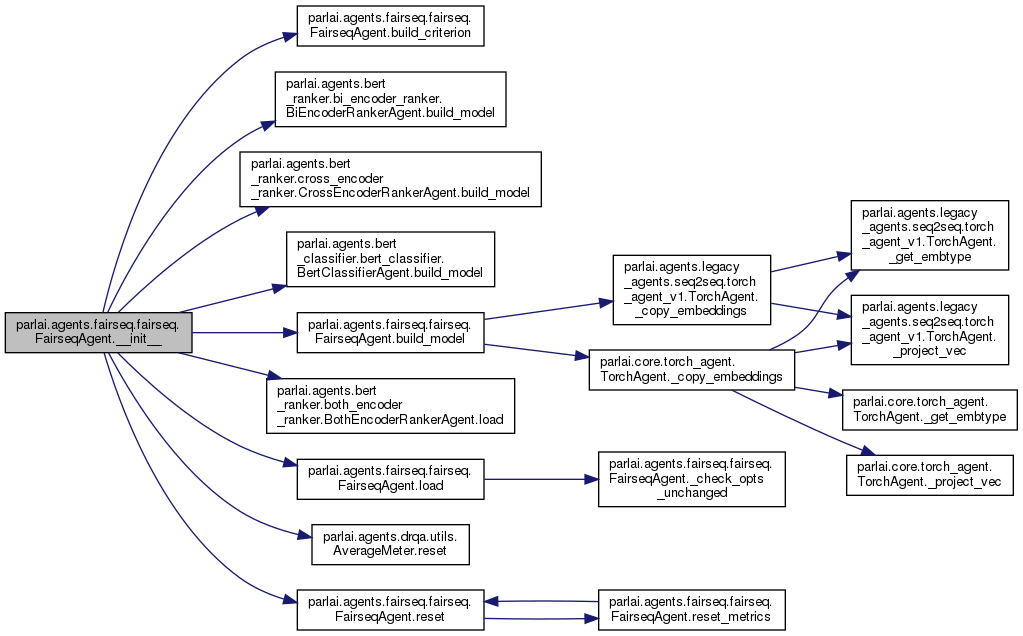 parlai.agents.fairseq.fairseq.
FairseqAgent.__init__
parlai.agents.fairseq.fairseq.
FairseqAgent.build_criterion
parlai.agents.bert
_ranker.bi_encoder_ranker.
BiEncoderRankerAgent.build_model
parlai.agents.bert
_ranker.cross_encoder
_ranker.CrossEncoderRankerAgent.build_model
parlai.agents.bert
_classifier.bert_classifier.
BertClassifierAgent.build_model
parlai.agents.fairseq.fairseq.
FairseqAgent.build_model
parlai.agents.bert
_ranker.both_encoder
_ranker.BothEncoderRankerAgent.load
parlai.agents.fairseq.fairseq.
FairseqAgent.load
parlai.agents.drqa.utils.
AverageMeter.reset
parlai.agents.fairseq.fairseq.
FairseqAgent.reset
parlai.agents.legacy
_agents.seq2seq.torch
_agent_v1.TorchAgent.
_copy_embeddings
parlai.core.torch_agent.
TorchAgent._copy_embeddings
parlai.agents.fairseq.fairseq.
FairseqAgent._check_opts
_unchanged
parlai.agents.fairseq.fairseq.
FairseqAgent.reset_metrics
parlai.agents.legacy
_agents.seq2seq.torch
_agent_v1.TorchAgent.
_get_embtype
parlai.agents.legacy
_agents.seq2seq.torch
_agent_v1.TorchAgent.
_project_vec
parlai.core.torch_agent.
TorchAgent._get_embtype
parlai.core.torch_agent.
TorchAgent._project_vec